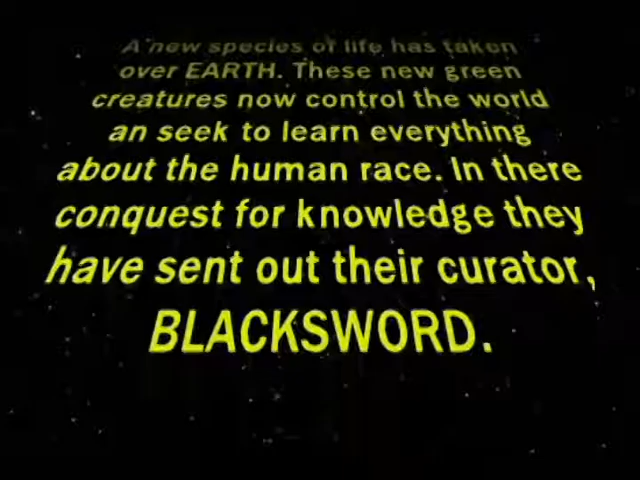 A new species of life has taken
over EARTH. These new green
creatures now control the world
an seek to learn everything
about the human race. In there
conquest for knowledge they
have sent out their curator,
BLACKSWORD.